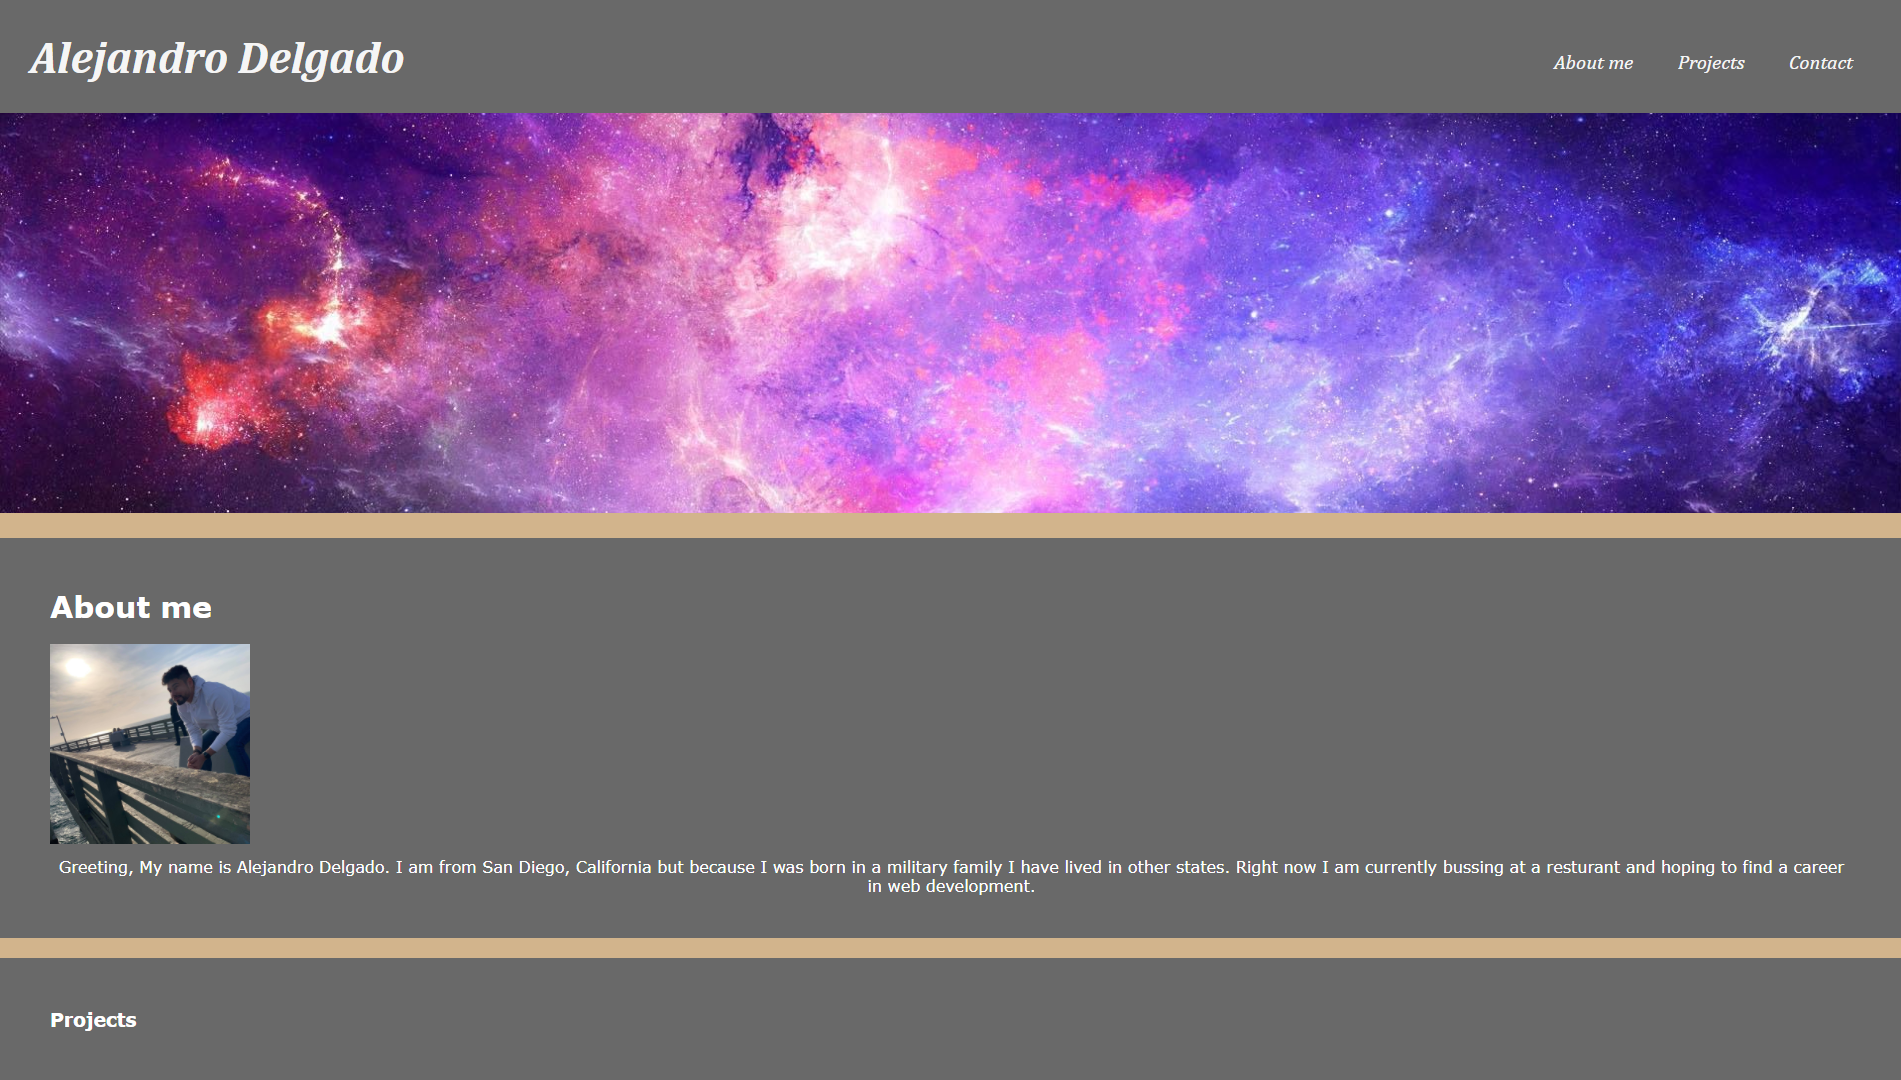 Alejandro Delgado
About me Projects Contact
About me
Greeting, My name is Alejandro Delgado. I am from San Diego, California but because I was born in a military family I have lived in other states. Right now I am currently bussing at a resturant and hoping to find a career
in web development.
Projects